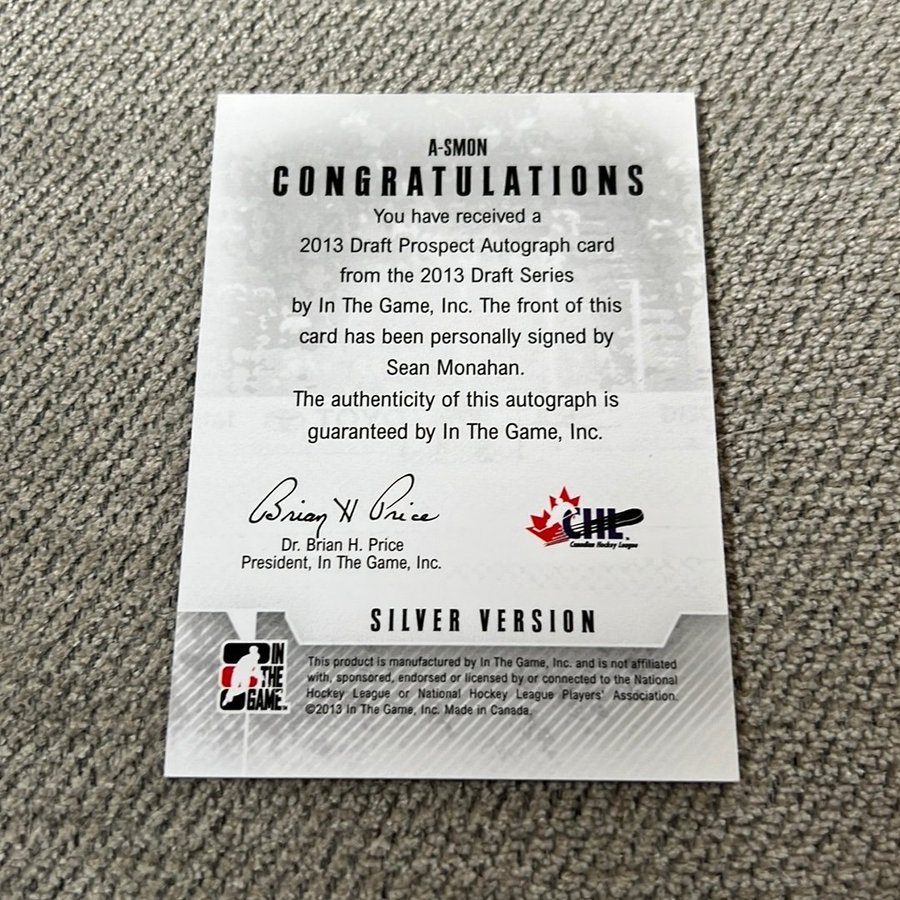 A-SMON
CONGRATULATIONS
You have received a
2013 Draft Prospect Autograph card
from the 2013 Draft Series
by In The Game, Inc. The front of this
card has been personally signed by
Sean Monahan.
The authenticity of this autograph is
guaranteed by In The Game, Inc.
Brian H Price
Dr. Brian H. Price
President, In The Game, Inc.
CHL
Canadian Hockey League
SILVER VERSION
IN
THE
GAME
This product is manufactured by In The Game, Inc. and is not affiliated
with, sponsored, endorsed or licensed by or connected to the National
Hockey League or National Hockey League Players' Association.
©2013 In The Game, Inc. Made in Canada.